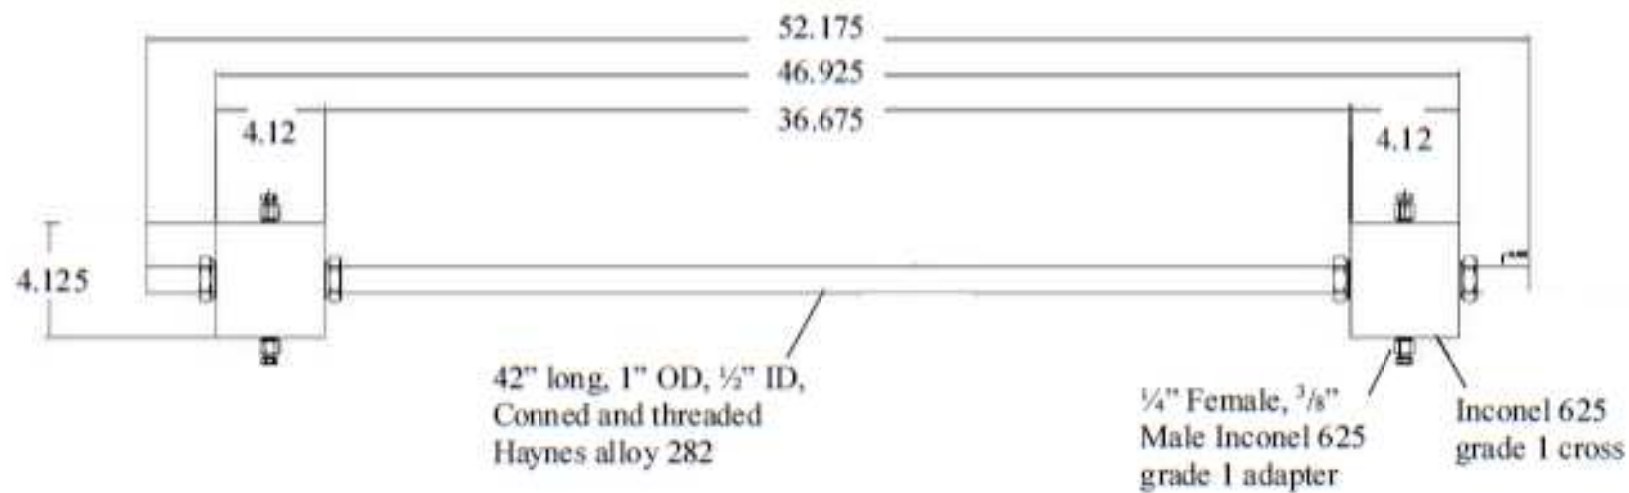 52.175
46.925
36.675
4.12
4.12
4.125
42” long, 1” OD, ½” ID,
Conned and threaded
Haynes alloy 282
¼” Female, 3/8”
Male Inconel 625
grade 1 adapter
Inconel 625
grade 1 cross